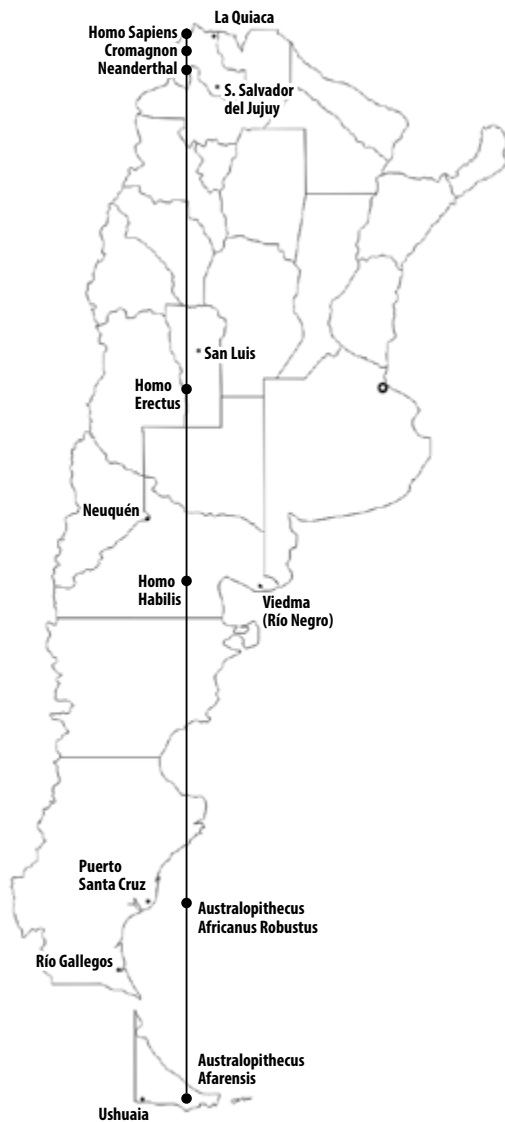 La Quiaca
Homo Sapiens
Cromagnon
Neanderthal
S. Salvador
del Jujuy
San Luis
Homo
Erectus
Neuquén
Homo
Habilis
Viedma
(Río Negro)
Puerto
Santa Cruz
Australopithecus
Africanus Robustus
Río Gallegos
Australopithecus
Afarensis
Ushuaia